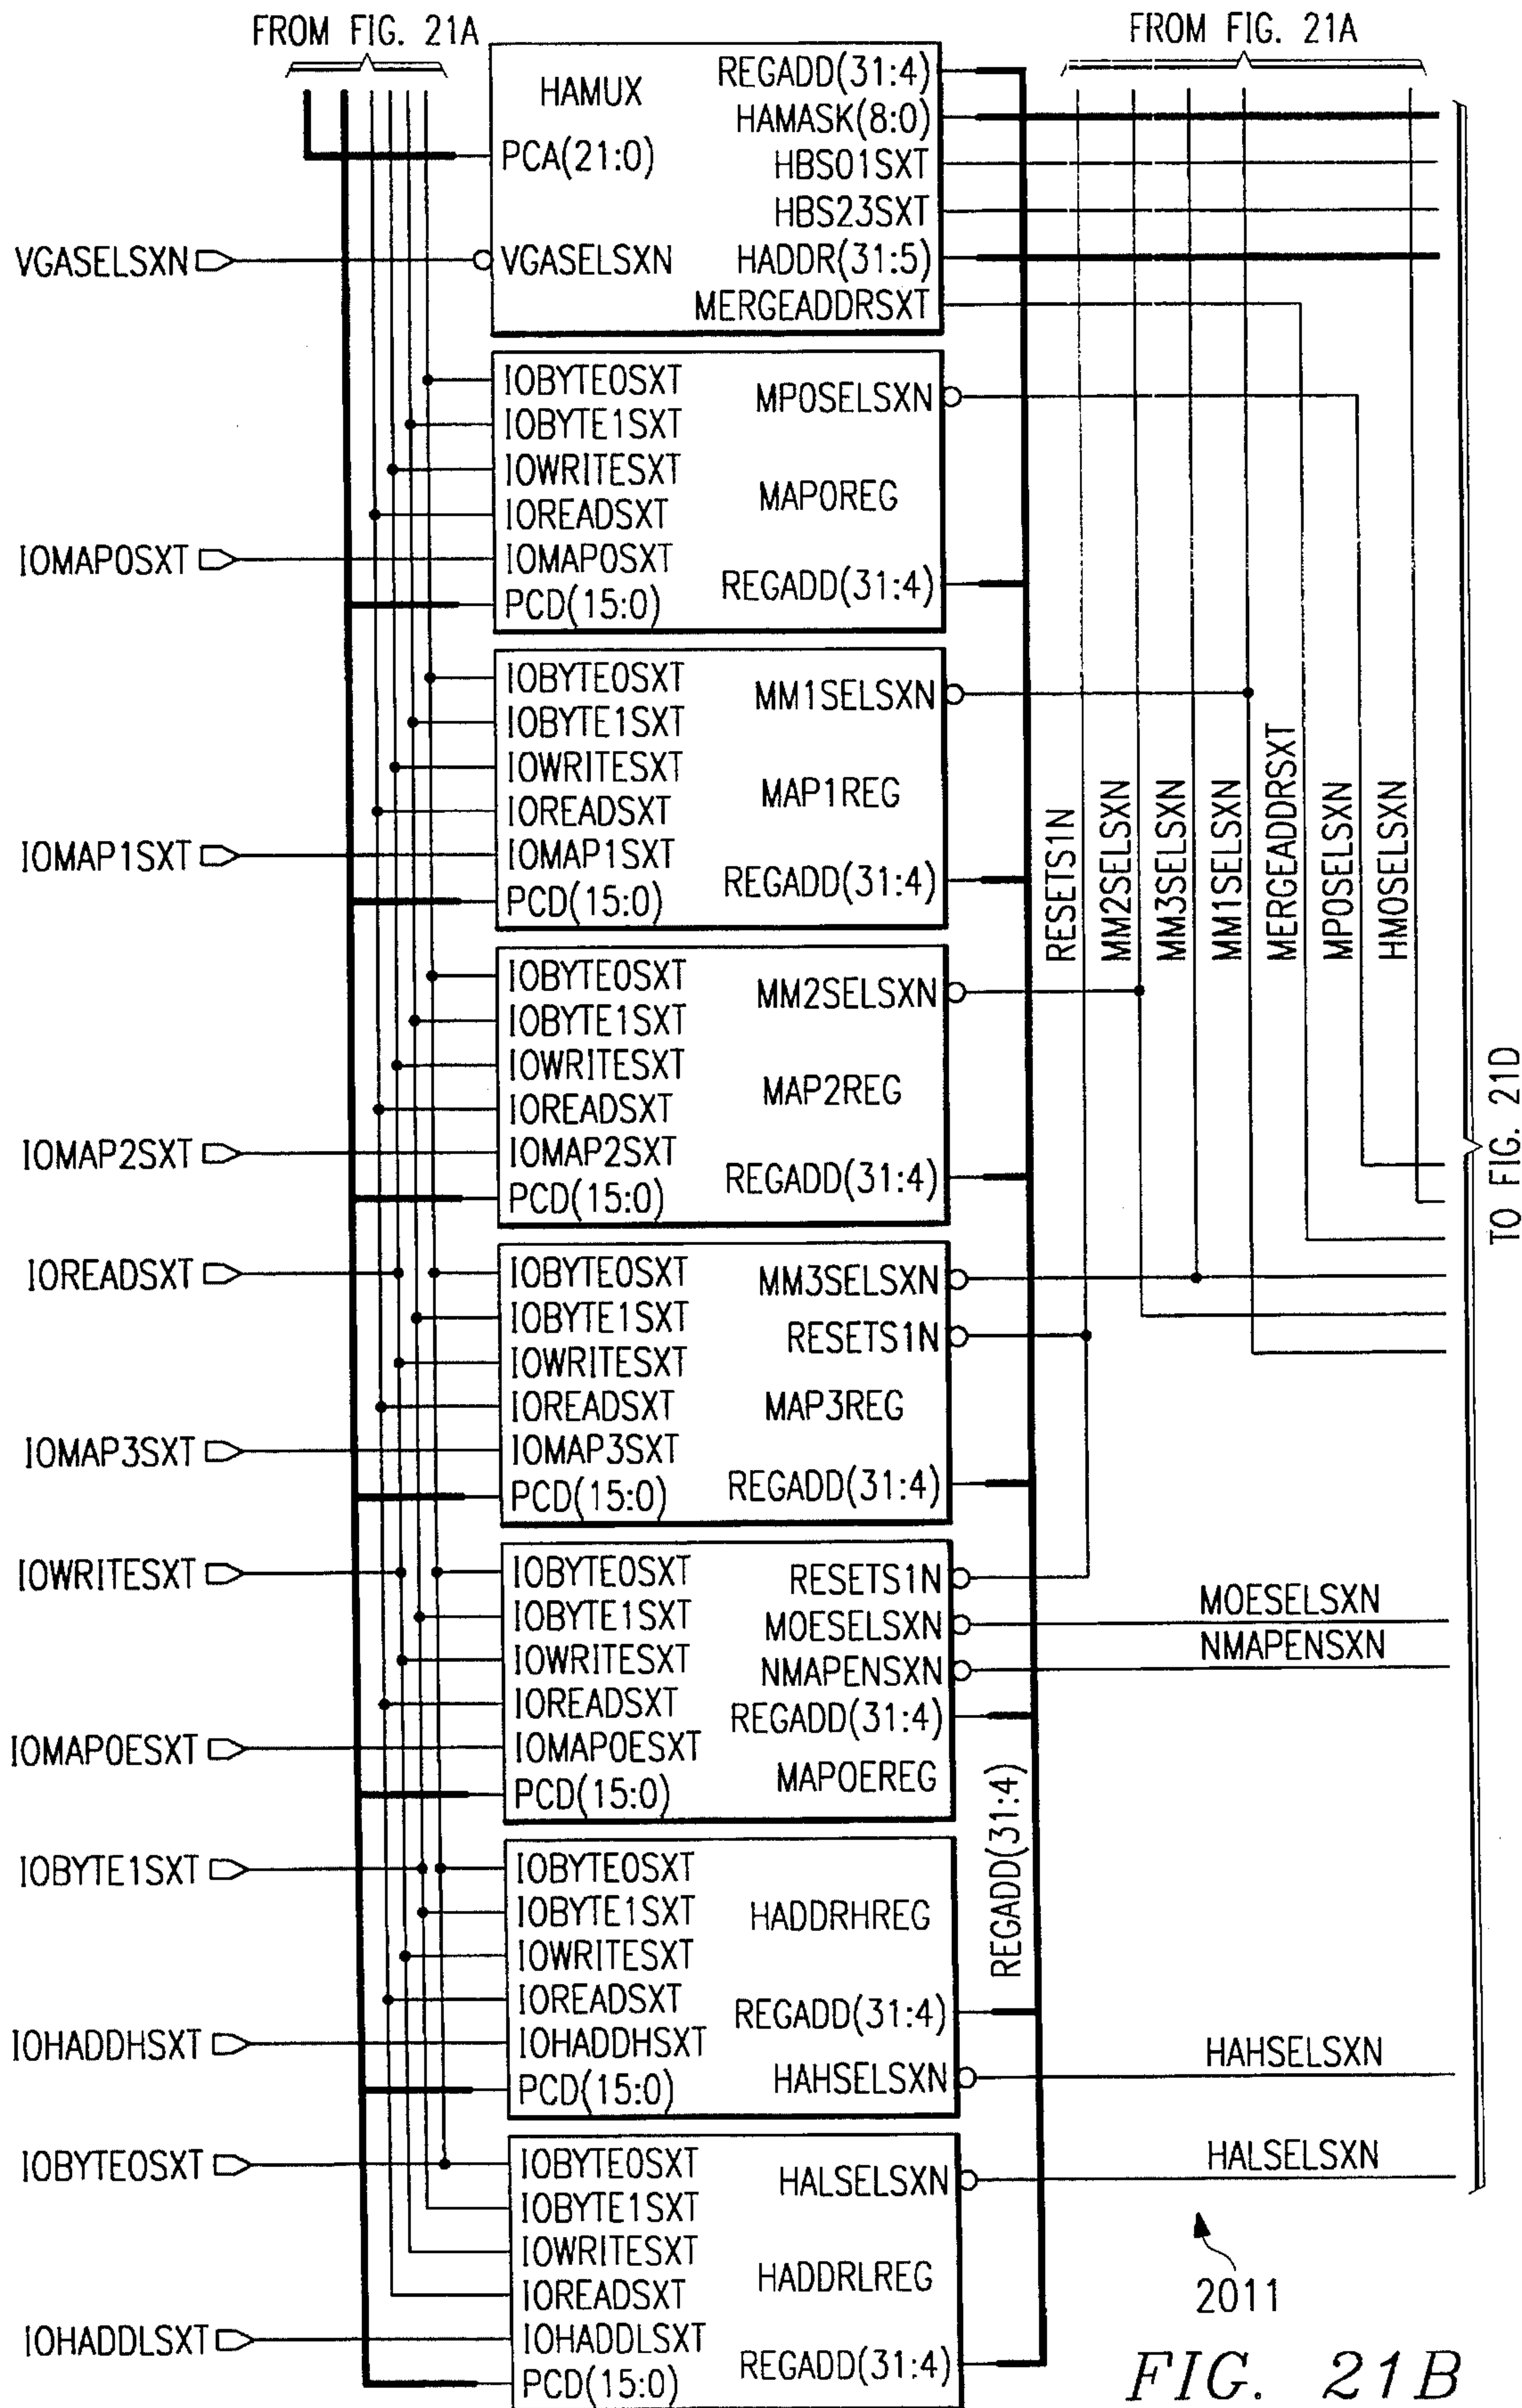 FROM FIG. 21A
FROM FIG. 21A
HAMUX
PCA(21:0)
VGASELSXN
VGASELSXN
REGADD(31:4)
HAMASK(8:0)
HBS01SXT
HBS23SXT
HADDR(31:5)
MERGEADDRSXT
IOBYTE0SXT
IOBYTE1SXT
IOWRITESXT
IOREADSXT
IOMAP0SXT
IOMAP0SXT
PCD(15:0)
MP0SELSXN
MAP0REG
REGADD(31:4)
IOBYTE0SXT
IOBYTE1SXT
IOWRITESXT
IOREADSXT
IOMAP1SXT
IOMAP1SXT
PCD(15:0)
MM1SELSXN
MAP1REG
REGADD(31:4)
RESETS1N
MM2SELSXN
MM3SELSXN
MM1SELSXN
MERGEADDRSXT
MP0SELSXN
HM0SELSXN
IOBYTE0SXT
IOBYTE1SXT
IOWRITESXT
IOREADSXT
IOMAP2SXT
IOMAP2SXT
PCD(15:0)
MM2SELSXN
MAP2REG
REGADD(31:4)
TO FIG. 21D
IOREADSXT
IOBYTE0SXT
IOBYTE1SXT
IOWRITESXT
IOREADSXT
IOMAP3SXT
IOMAP3SXT
PCD(15:0)
MM3SELSXN
RESETS1N
MAP3REG
REGADD(31:4)
IOWRITESXT
IOBYTE0SXT
IOBYTE1SXT
IOWRITESXT
IOREADSXT
IOMAP0ESXT
IOMAP0ESXT
PCD(15:0)
RESETS1N
MOESELSXN
NMAPENSXN
REGADD(31:4)
MAPOEREG
MOESELSXN
NMAPENSXN
REGADD(31:4)
IOBYTE1SXT
IOBYTE0SXT
IOBYTE1SXT
IOWRITESXT
IOREADSXT
IOHADDHSXT
IOHADDHSXT
PCD(15:0)
HADDRHREG
REGADD(31:4)
HAHSELSXN
HAHSELSXN
IOBYTE0SXT
IOBYTE0SXT
IOBYTE1SXT
IOWRITESXT
IOREADSXT
IOHADDLSXT
IOHADDLSXT
PCD(15:0)
HALSELSXN
HADDRLREG
REGADD(31:4)
HALSELSXN
2011
FIG. 21B